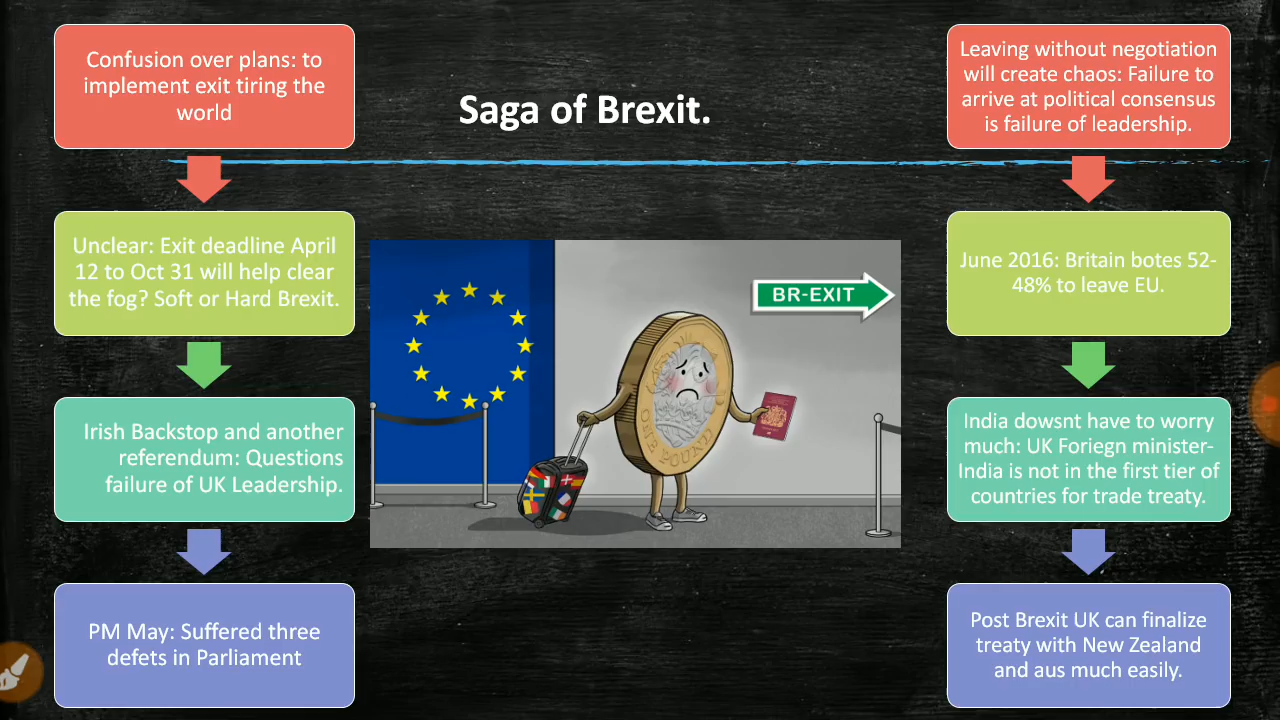 Saga of Brexit.
Confusion over plans: to
implement exit tiring the
world
Unclear: Exit deadline April
12 to Oct 31 will help clear
the fog? Soft or Hard Brexit.
Irish Backstop and another
referendum: Questions
failure of UK Leadership.
PM May: Suffered three
defets in Parliament
BR-EXIT
ONE POUND
Leaving without negotiation
will create chaos: Failure to
arrive at political consensus
is failure of leadership.
June 2016: Britain botes 52-
48% to leave EU.
India dowsnt have to worry
much: UK Foriegn minister-
India is not in the first tier of
countries for trade treaty.
Post Brexit UK can finalize
treaty with New Zealand
and aus much easily.